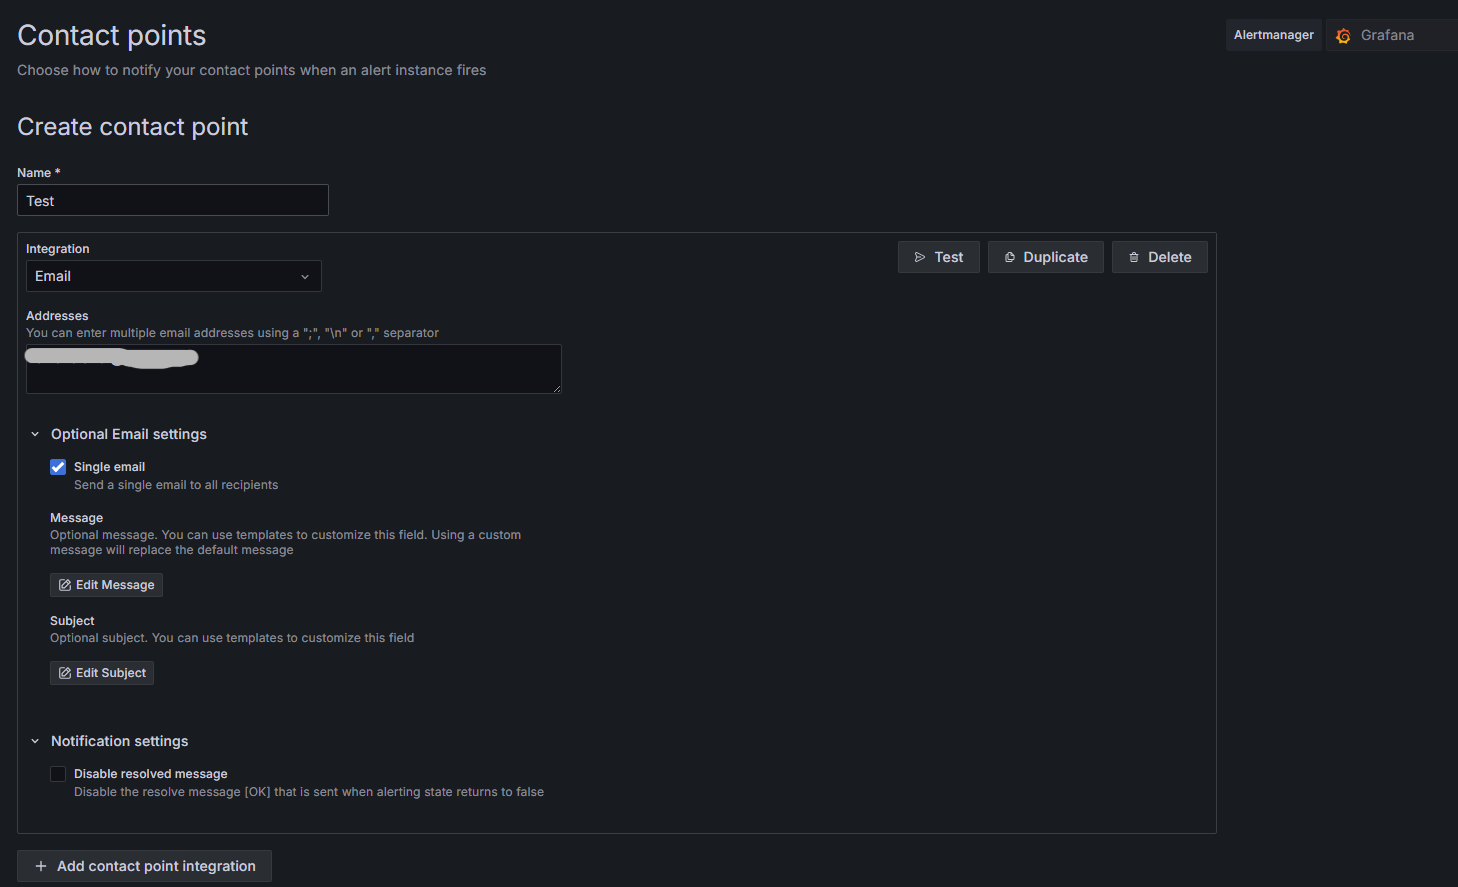 Contact points
Alertmanager
Grafana
Choose how to notify your contact points when an alert instance fires
Create contact point
Name *
Test
Integration
Email
Test
Duplicate
Delete
Addresses
You can enter multiple email addresses using a ";", "\n" or "," separator
Optional Email settings
Single email
Send a single email to all recipients
Message
Optional message. You can use templates to customize this field. Using a custom
message will replace the default message
Edit Message
Subject
Optional subject. You can use templates to customize this field
Edit Subject
Notification settings
Disable resolved message
Disable the resolve message [OK] that is sent when alerting state returns to false
Add contact point integration